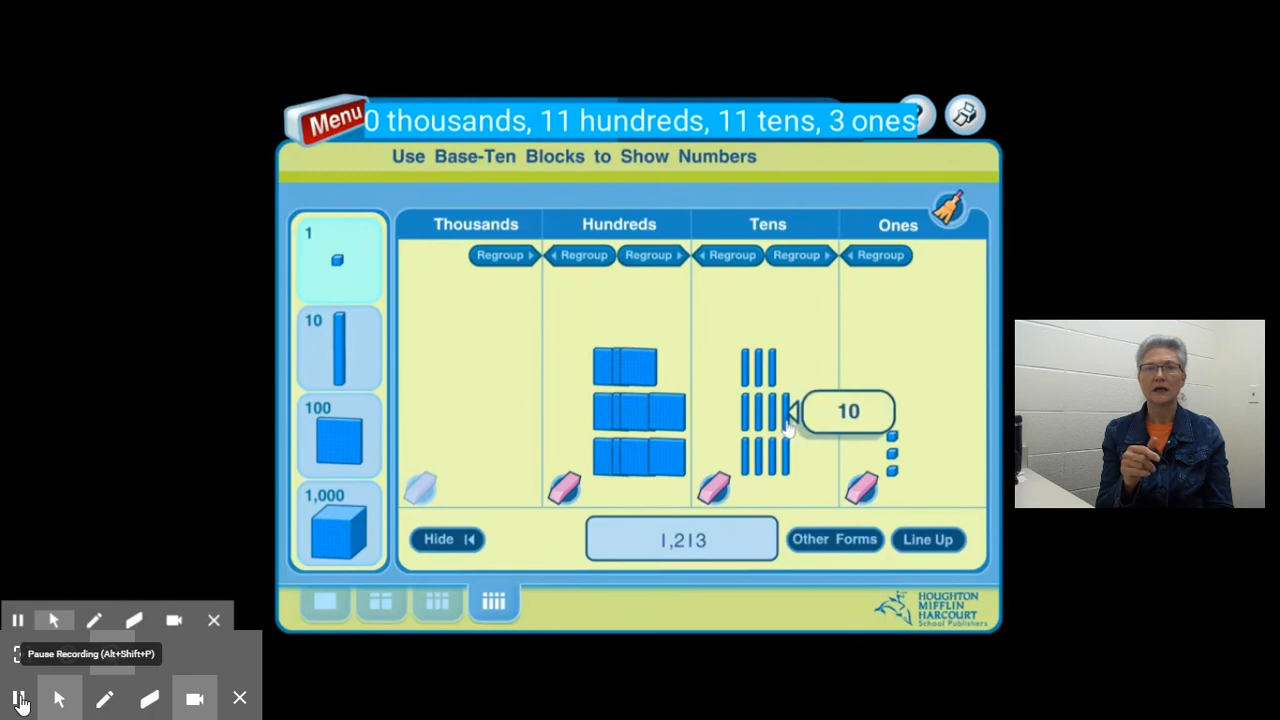 Menu
0 thousands, 11 hundreds, 11 tens, 3 ones
?
Use Base-Ten Blocks to Show Numbers
Thousands Hundreds Tens Ones
Regroup Regroup Regroup Regroup Regroup Regroup
1
10
100
1,000
10
Hide 1,213 Other Forms Line Up
HOUGHTON
MIFFLIN
HARCOURT
School Publishers
Pause Recording (Alt+Shift+P)